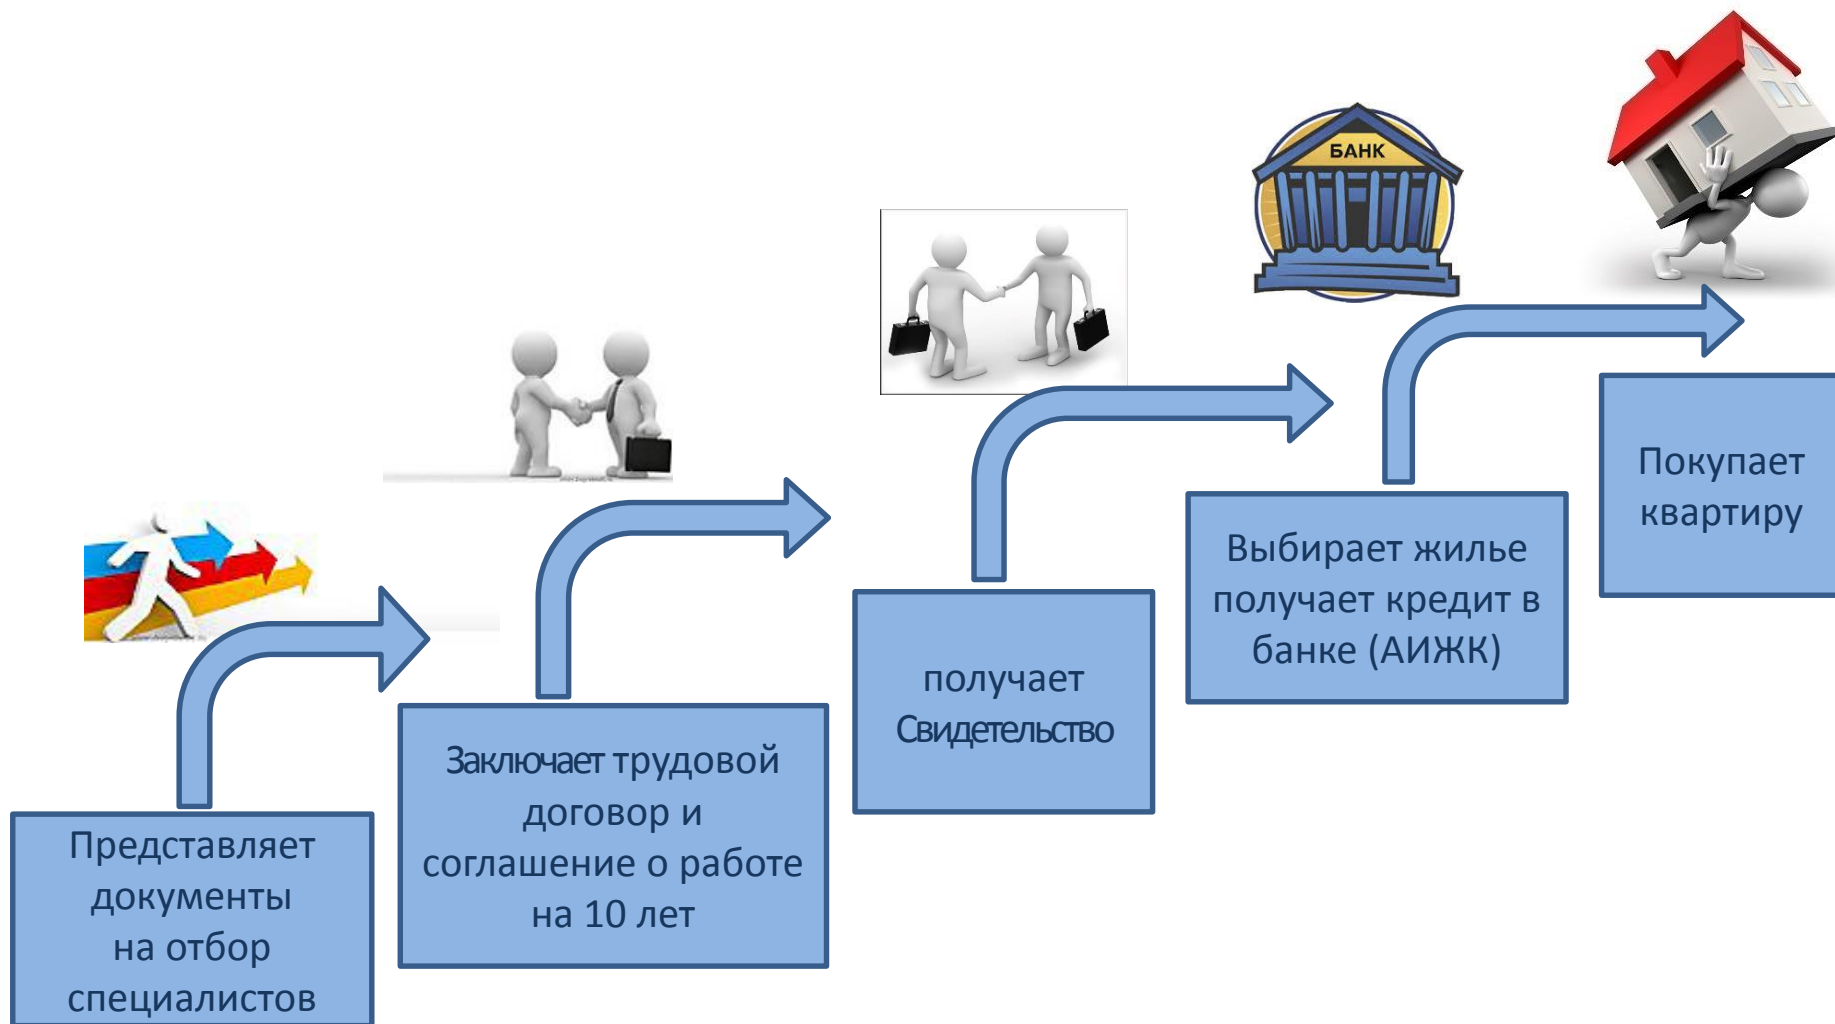 БАНК
Представляет
документы
на отбор
специалистов
Заключает трудовой
договор и
соглашение о работе
на 10 лет
получает
Свидетельство
Выбирает жилье
получает кредит в
банке (АИЖК)
Покупает
квартиру